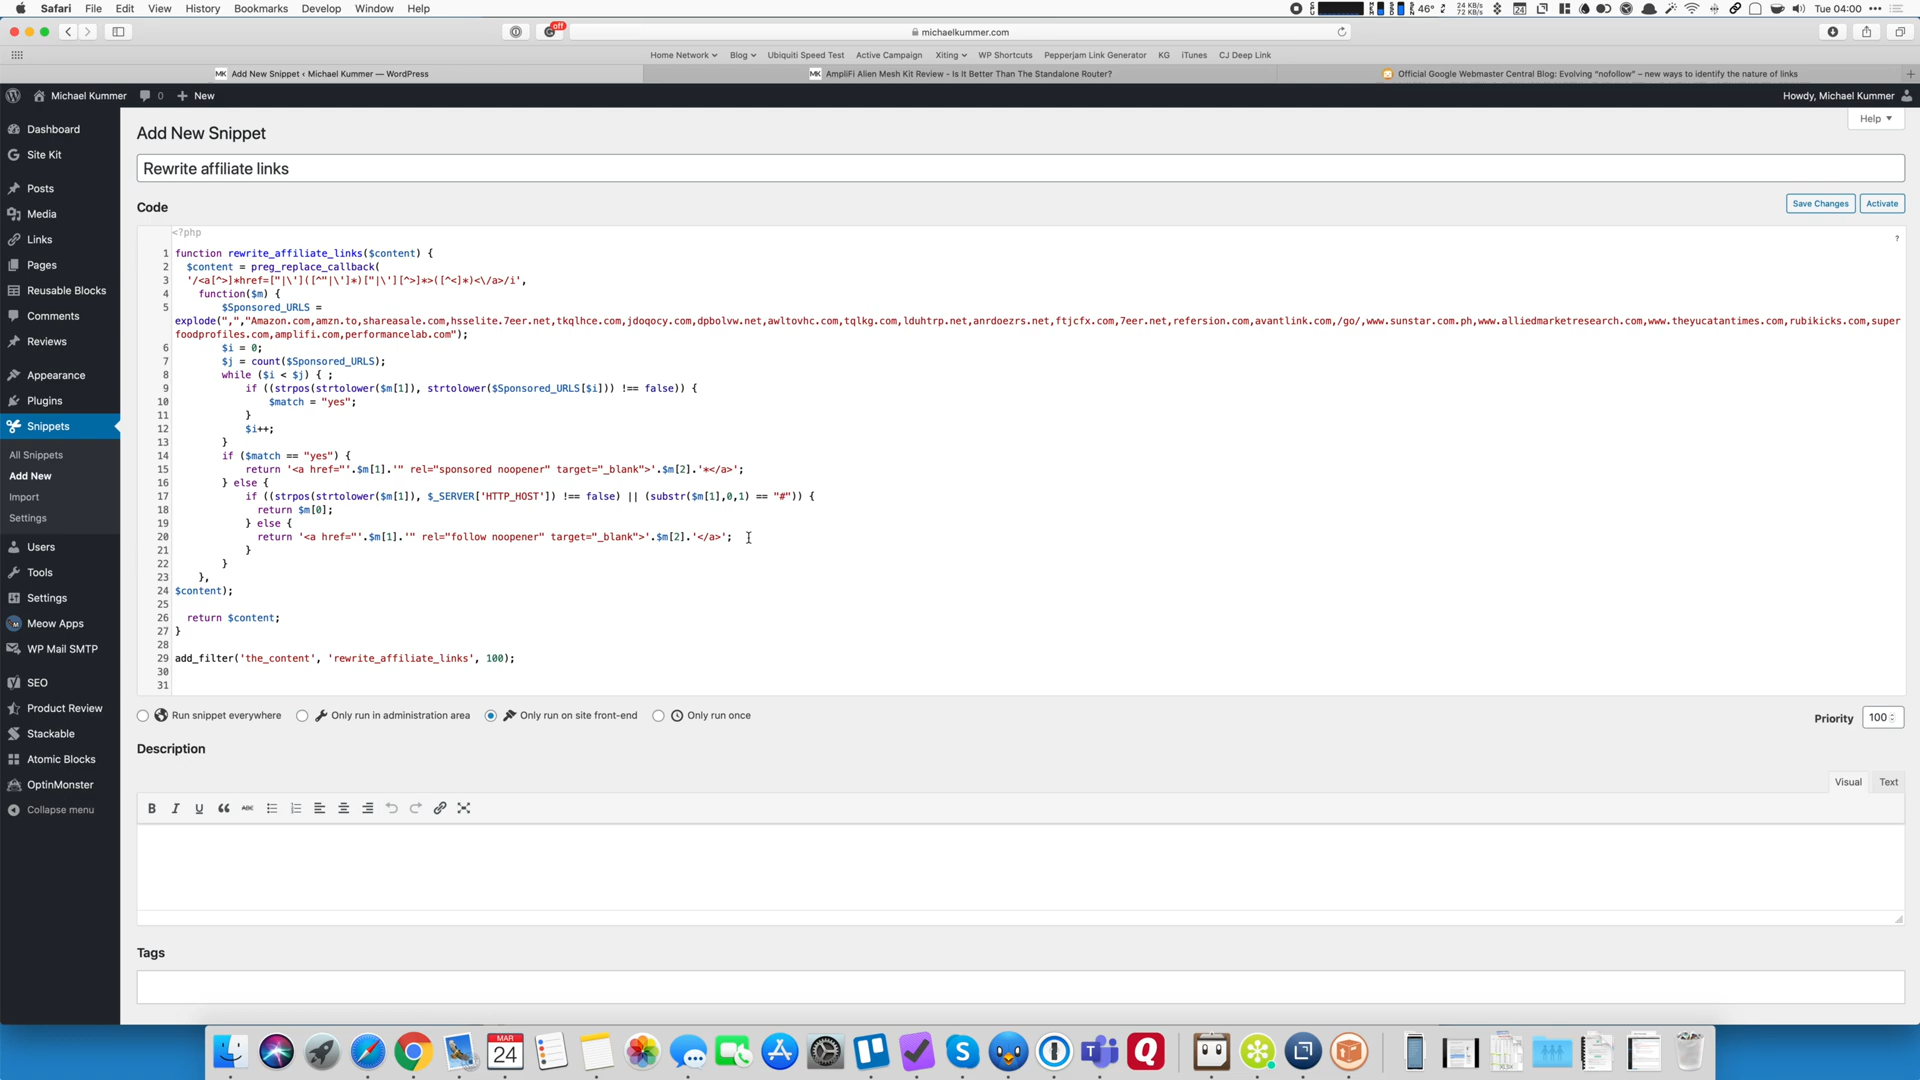 Safari File Edit View History Bookmarks Develop Window Help
46° 24 KB/s 72 KB/s Tue 04:00
off
michaelkummer.com
Home Network Blog Ubiquiti Speed Test Active Campaign Xiting WP Shortcuts Pepperjam Link Generator KG iTunes CJ Deep Link
MK Add New Snippet ‹ Michael Kummer — WordPress
MK AmpliFi Alien Mesh Kit Review - Is It Better Than The Standalone Router?
Official Google Webmaster Central Blog: Evolving “nofollow” – new ways to identify the nature of links
Michael Kummer 0 + New Howdy, Michael Kummer
Help ▼
Dashboard
Site Kit
Posts
Media
Links
Pages
Reusable Blocks
Comments
Reviews
Appearance
Plugins
Snippets
All Snippets
Add New
Import
Settings
Users
Tools
Settings
Meow Apps
WP Mail SMTP
SEO
Product Review
Stackable
Atomic Blocks
OptinMonster
Collapse menu
Add New Snippet
Rewrite affiliate links
Code
Save Changes Activate
<?php
?
1 function rewrite_affiliate_links($content) {
2 $content = preg_replace_callback(
3 '/<a[^>]*href=["|\']([^"|\']*)["|\'][^>]*>([^<]*)<\/a>/i',
4 function($m) {
5 $Sponsored_URLS =
explode(",","Amazon.com,amzn.to,shareasale.com,hsselite.7eer.net,tkqlhce.com,jdoqocy.com,dpbolvw.net,awltovhc.com,tqlkg.com,lduhtrp.net,anrdoezrs.net,ftjcfx.com,7eer.net,refersion.com,avantlink.com,/go/,www.sunstar.com.ph,www.alliedmarketresearch.com,www.theyucatantimes.com,rubikicks.com,super
foodprofiles.com,amplifi.com,performancelab.com");
6 $i = 0;
7 $j = count($Sponsored_URLS);
8 while ($i < $j) { ;
9 if ((strpos(strtolower($m[1]), strtolower($Sponsored_URLS[$i])) !== false)) {
10 $match = "yes";
11 }
12 $i++;
13 }
14 if ($match == "yes") {
15 return '<a href="'.$m[1].'" rel="sponsored noopener" target="_blank">'.$m[2].'*</a>';
16 } else {
17 if ((strpos(strtolower($m[1]), $_SERVER['HTTP_HOST']) !== false) || (substr($m[1],0,1) == "#")) {
18 return $m[0];
19 } else {
20 return '<a href="'.$m[1].'" rel="follow noopener" target="_blank">'.$m[2].'</a>';
21 }
22 }
23 },
24 $content);
25
26 return $content;
27 }
28
29 add_filter('the_content', 'rewrite_affiliate_links', 100);
30
31
Run snippet everywhere Only run in administration area Only run on site front-end Only run once
Priority 100
Description
Visual Text
B I U ABC
Tags
MAR 24